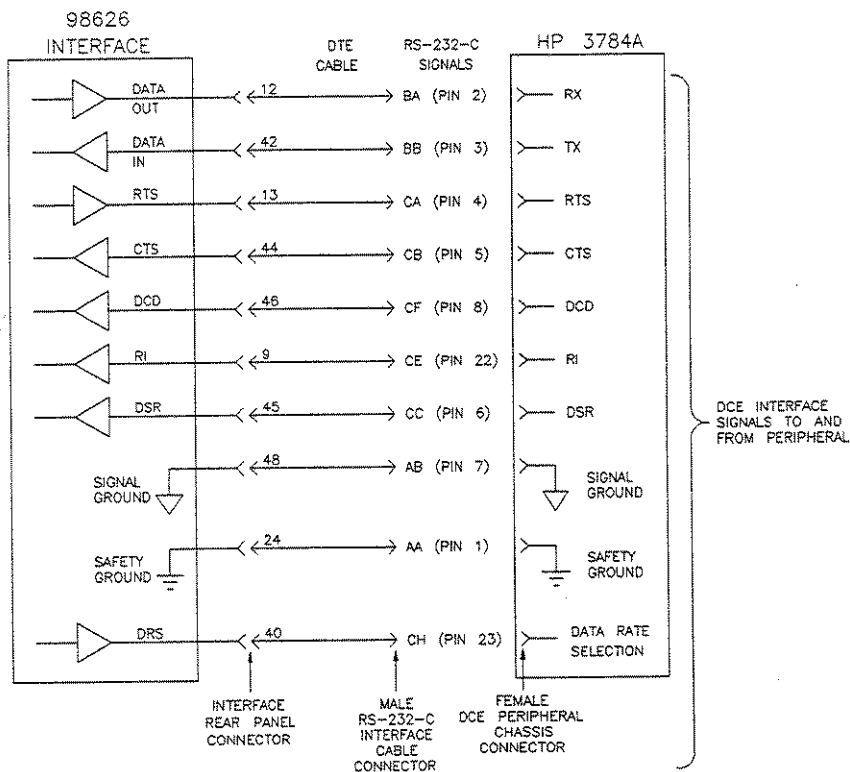 98626
INTERFACE
DTE
CABLE
RS-232-C
SIGNALS
HP 3784A
DATA
OUT
12
BA (PIN 2)
RX
DATA
IN
42
BB (PIN 3)
TX
RTS
13
CA (PIN 4)
RTS
CTS
44
CB (PIN 5)
CTS
DCD
46
CF (PIN 8)
DCD
RI
9
CE (PIN 22)
RI
DSR
45
CC (PIN 6)
DSR
DCE INTERFACE
SIGNALS TO AND
FROM PERIPHERAL
SIGNAL
GROUND
48
AB (PIN 7)
SIGNAL
GROUND
SAFETY
GROUND
24
AA (PIN 1)
SAFETY
GROUND
DRS
40
CH (PIN 23)
DATA RATE
SELECTION
INTERFACE
REAR PANEL
CONNECTOR
MALE
RS-232-C
INTERFACE
CABLE
CONNECTOR
FEMALE
DCE PERIPHERAL
CHASSIS
CONNECTOR